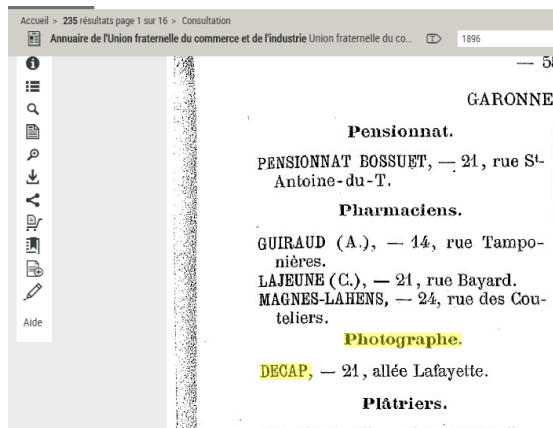 Accueil > 235 résultats page 1 sur 16 > Consultation
Annuaire de l'Union fraternelle du commerce et de l'industrie Union fraternelle du co... 1896
— 5
GARONNE
Pensionnat.
PENSIONNAT BOSSUET, — 21, rue St-
Antoine-du-T.
Pharmaciens.
GUIRAUD (A.), — 14, rue Tampo-
nières.
LAJEUNE (C.), — 21, rue Bayard.
MAGNES-LAHENS, — 24, rue des Cou-
teliers.
Photographe.
DECAP, — 21, allée Lafayette.
Plâtriers.
Aide